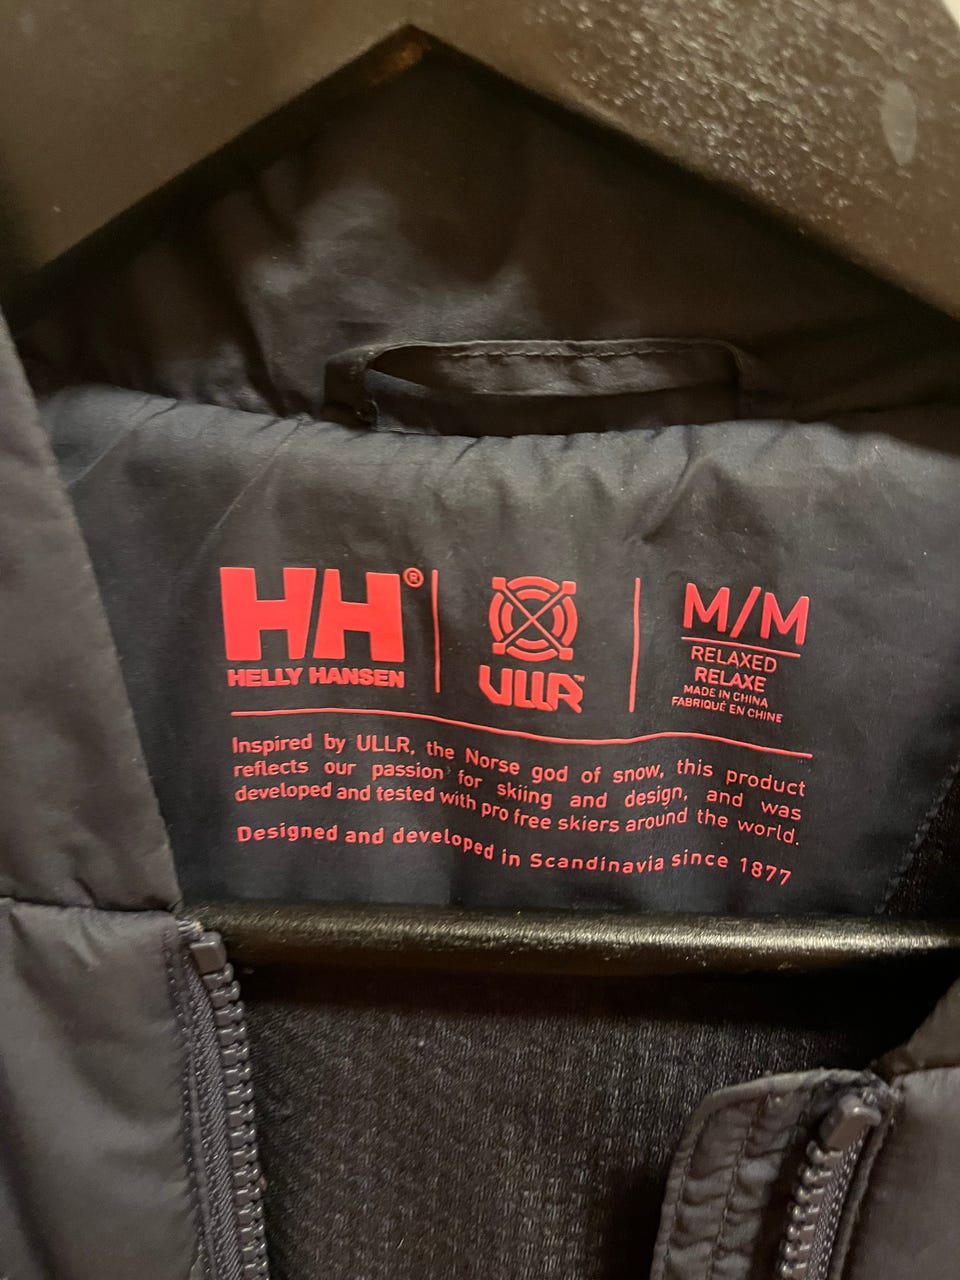 HH®
HELLY HANSEN
ULLR™
M/M
RELAXED
RELAXE
MADE IN CHINA
FABRIQUÉ EN CHINE
Inspired by ULLR, the Norse god of snow, this product
reflects our passion for skiing and design, and was
developed and tested with pro free skiers around the world.
Designed and developed in Scandinavia since 1877